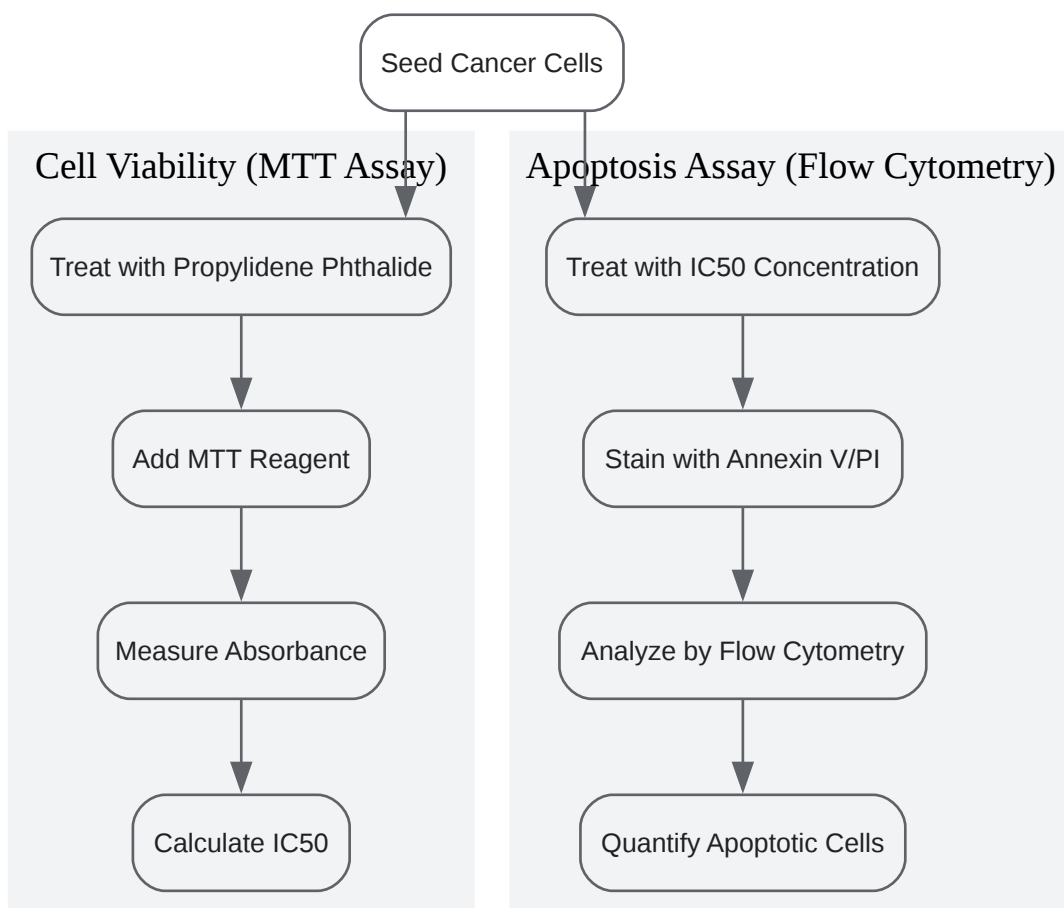 Seed Cancer Cells
Cell Viability (MTT Assay)
Treat with Propylidene Phthalide
Add MTT Reagent
Measure Absorbance
Calculate IC50
Apoptosis Assay (Flow Cytometry)
Treat with IC50 Concentration
Stain with Annexin V/PI
Analyze by Flow Cytometry
Quantify Apoptotic Cells